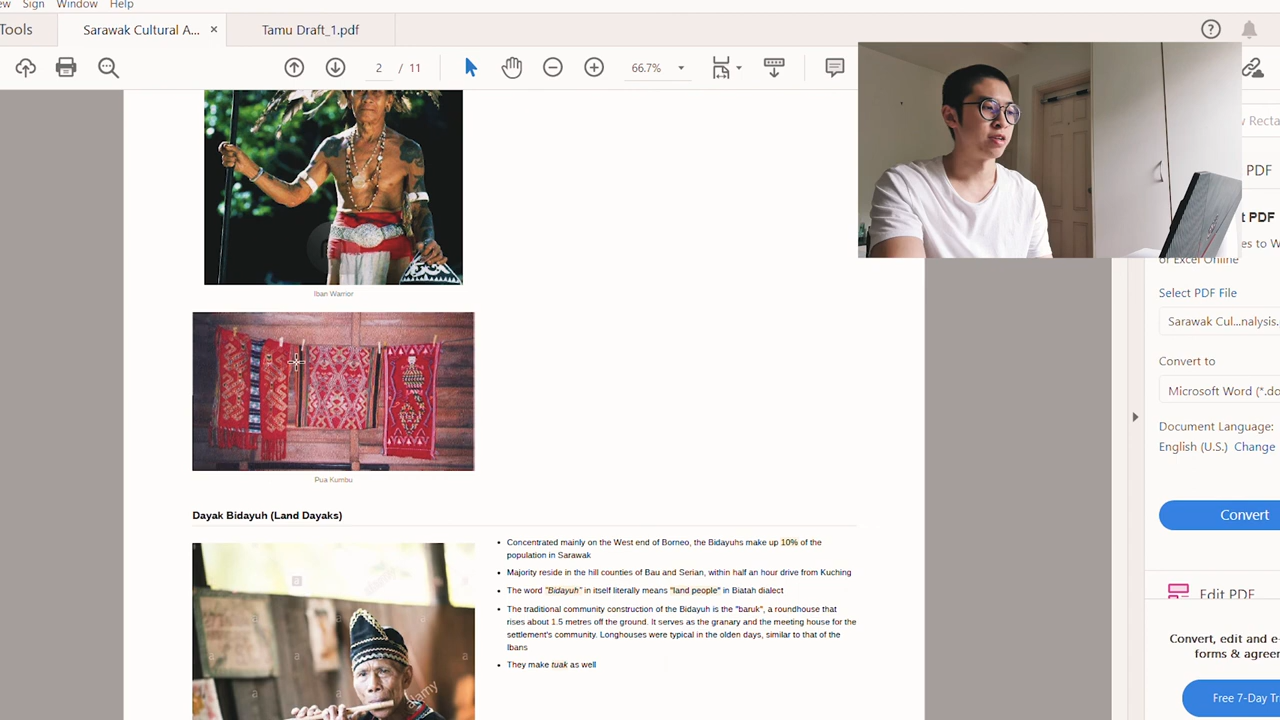 Sign
Window
Help
Tools
Sarawak Cultural A...
Tamu Draft_1.pdf
2 / 11
66.7%
Iban Warrior
Pua Kumbu
Dayak Bidayuh (Land Dayaks)
Concentrated mainly on the West end of Borneo, the Bidayuhs make up 10% of the
population in Sarawak
Majority reside in the hill counties of Bau and Serian, within half an hour drive from Kuching
The word "Bidayuh" in itself literally means "land people" in Biatah dialect
The traditional community construction of the Bidayuh is the "baruk", a roundhouse that
rises about 1.5 metres off the ground. It serves as the granary and the meeting house for the
settlement's community. Longhouses were typical in the olden days, similar to that of the
Ibans
They make tuak as well
a
a
a
a
a
alamy
PDF
PDF
or Excel Online
Select PDF File
Sarawak Cul...nalysis.
Convert to
Microsoft Word (*.do
Document Language:
English (U.S.) Change
Convert
Edit PDF
Convert, edit and e-
forms & agreer
Free 7-Day Tr